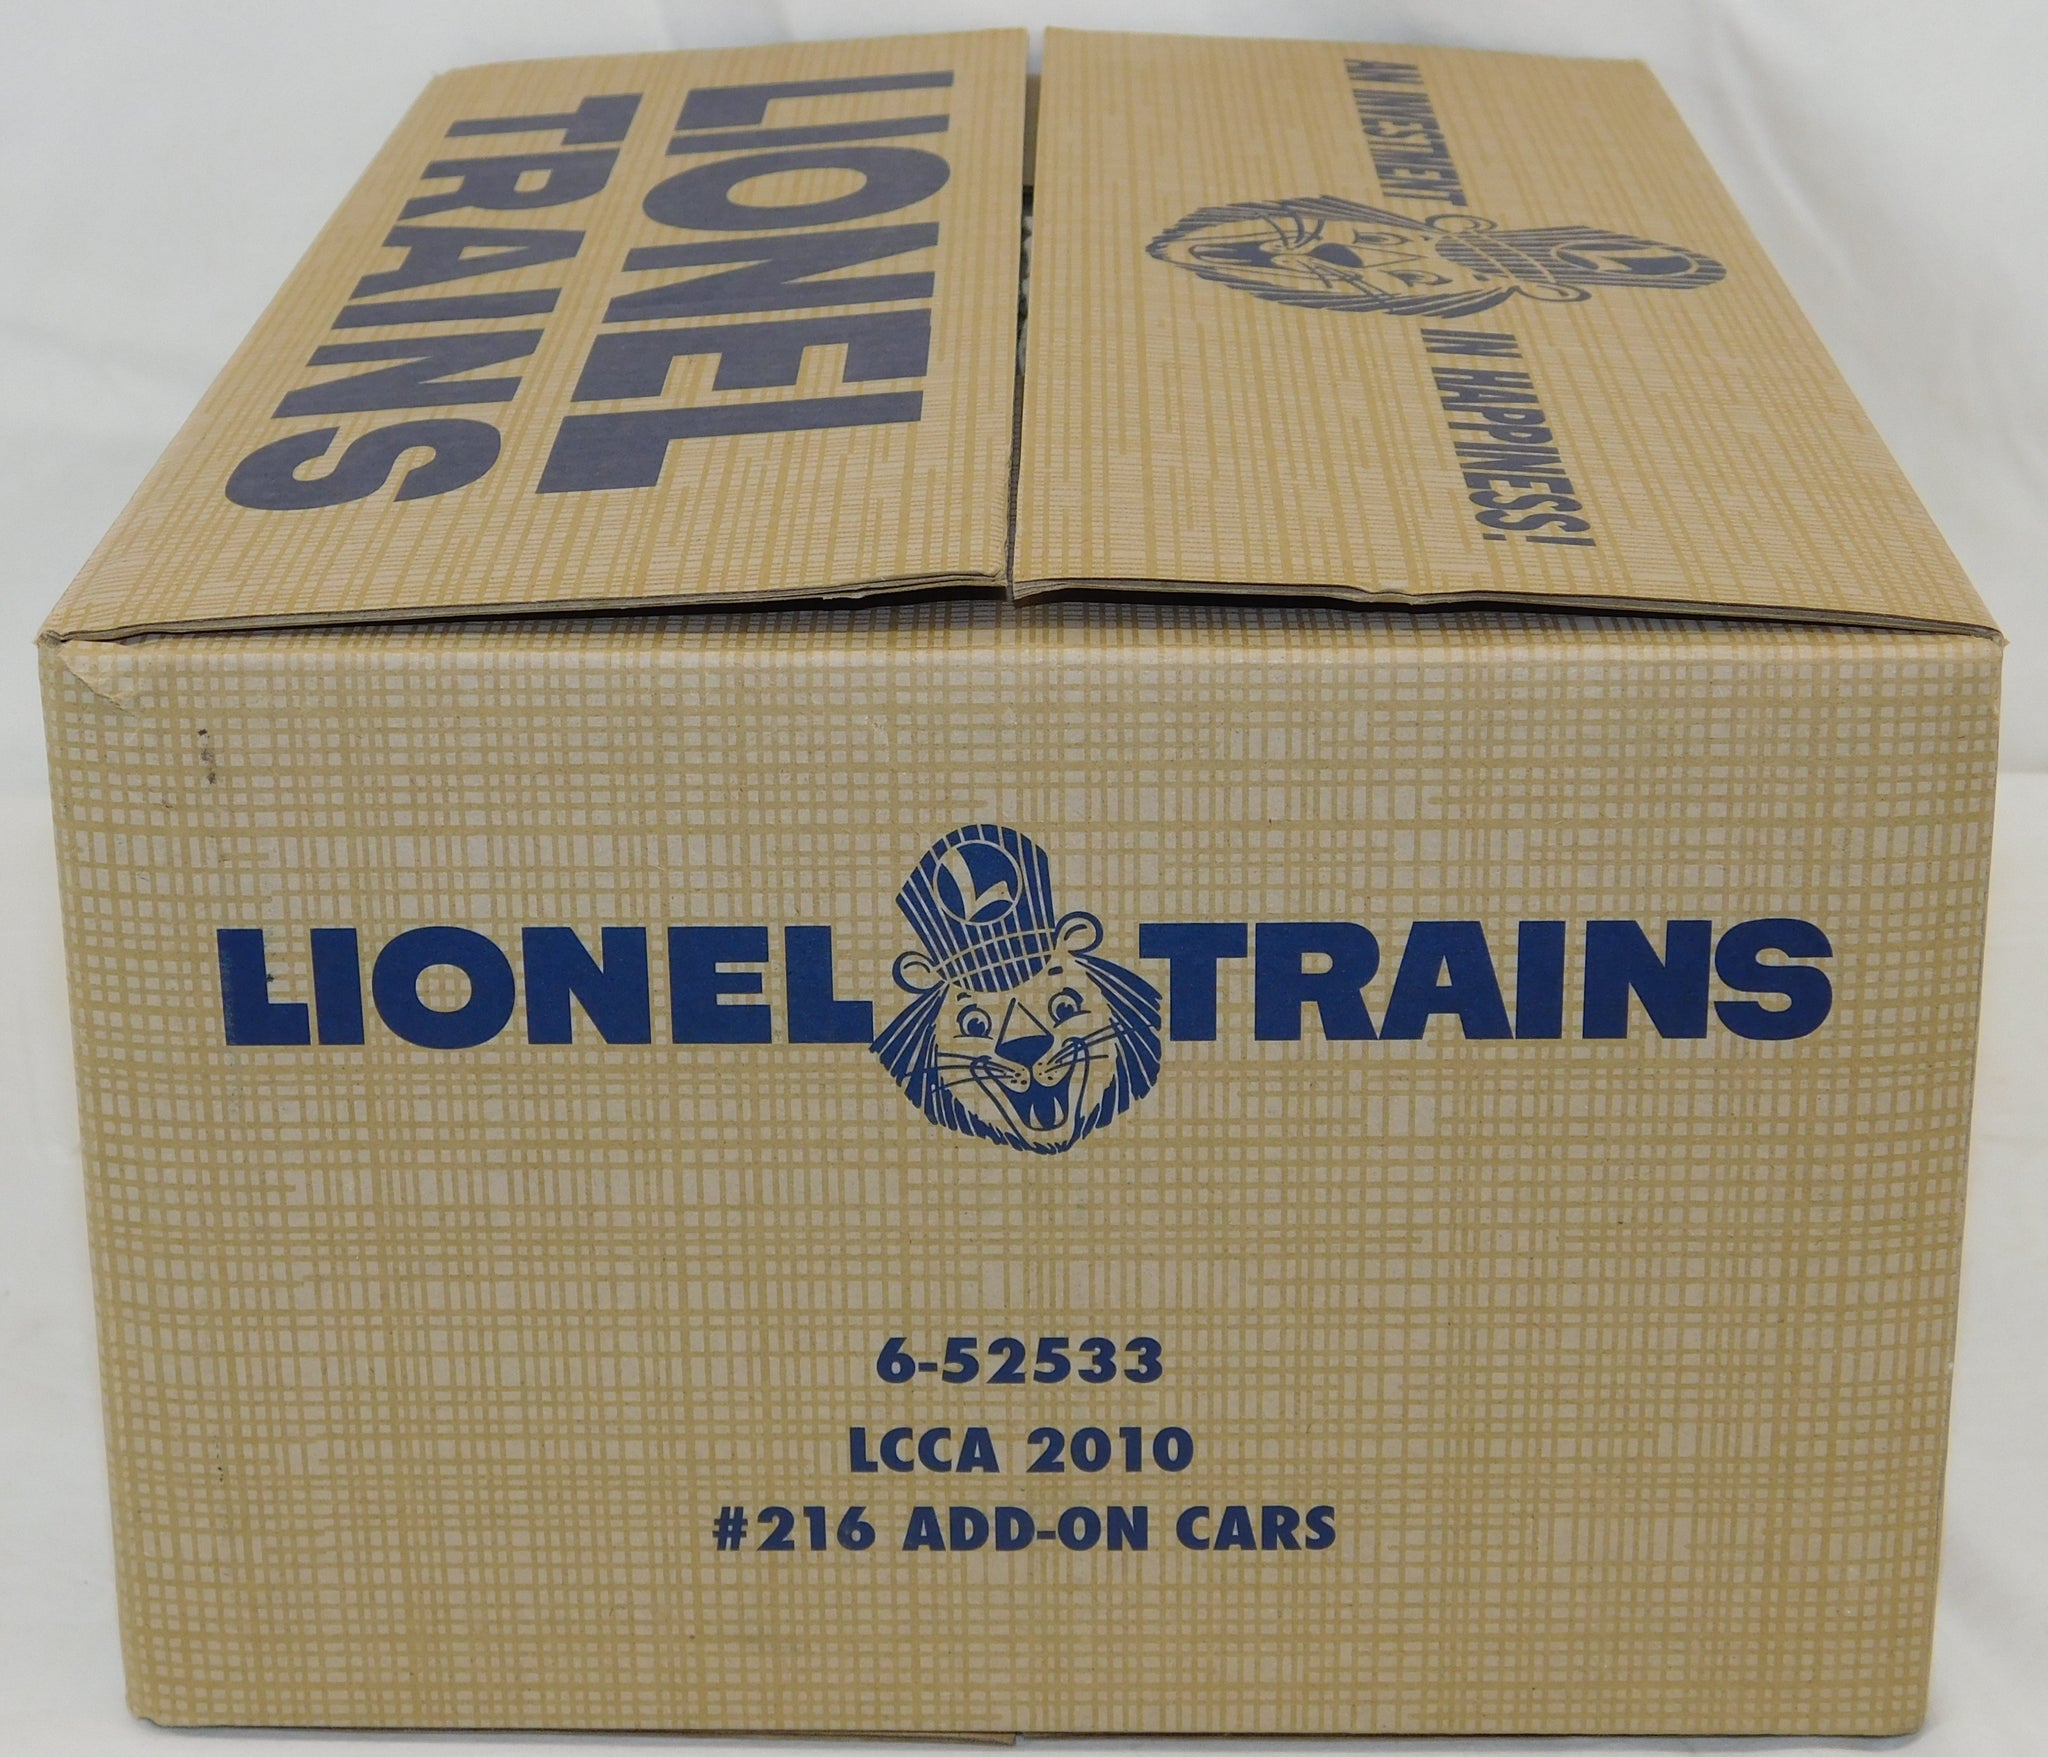 LIONEL
TRAINS
AN INVESTMENT IN HAPPINESS!
LIONEL TRAINS
6-52533
LCCA 2010
#216 ADD-ON CARS